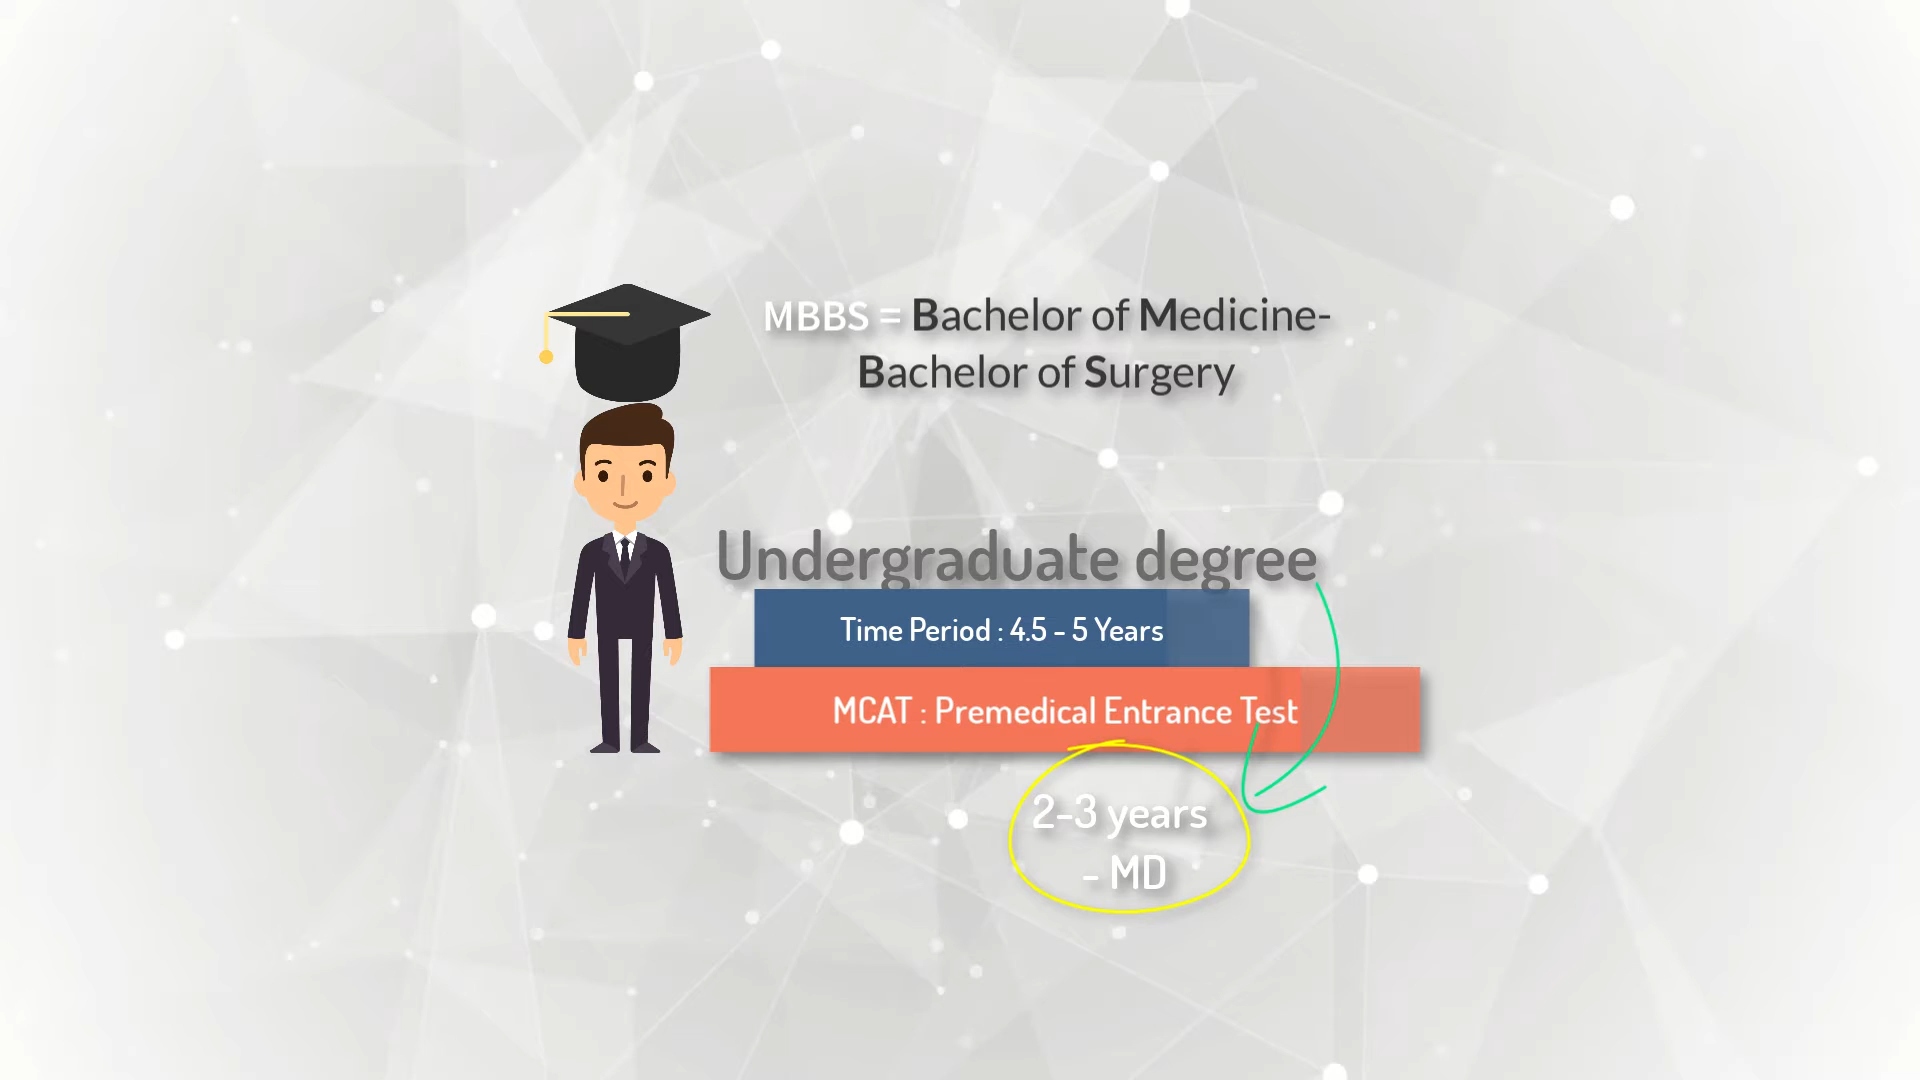 MBBS = Bachelor of Medicine-
Bachelor of Surgery
Undergraduate degree
Time Period : 4.5 - 5 Years
MCAT : Premedical Entrance Test
2-3 years
- MD